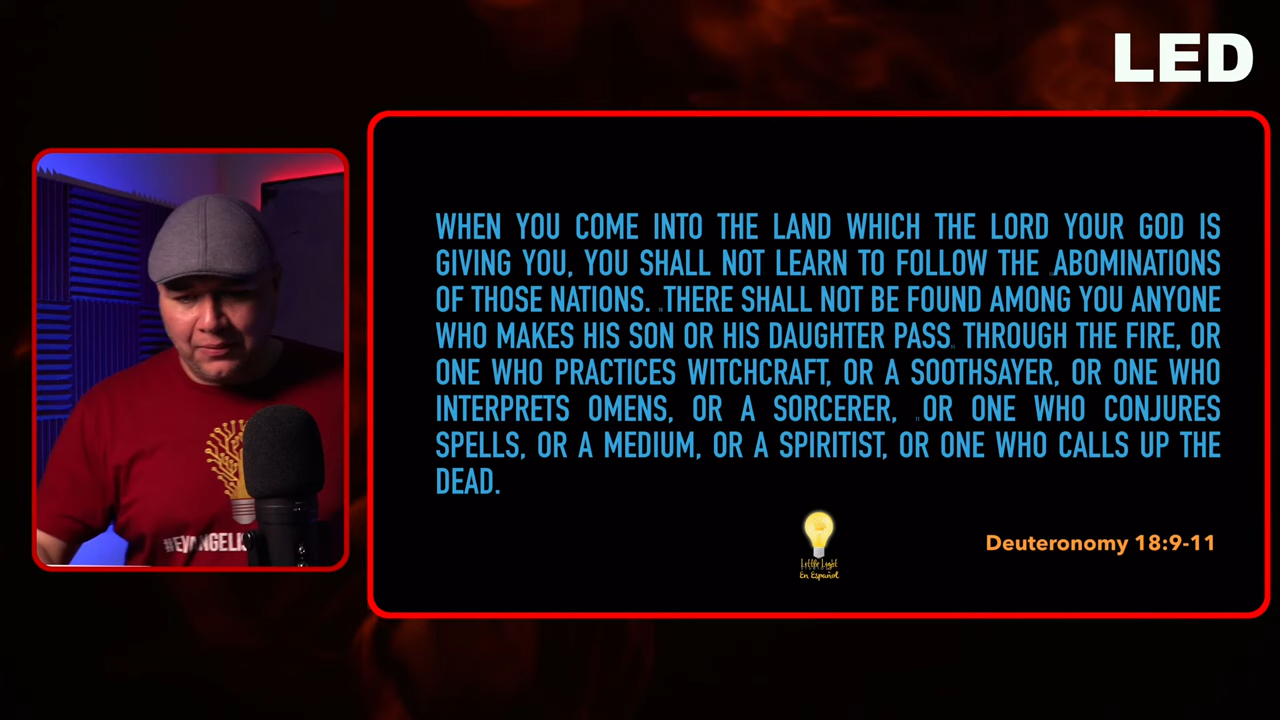 LED
WHEN YOU COME INTO THE LAND WHICH THE LORD YOUR GOD IS
GIVING YOU, YOU SHALL NOT LEARN TO FOLLOW THE ABOMINATIONS
OF THOSE NATIONS. THERE SHALL NOT BE FOUND AMONG YOU ANYONE
WHO MAKES HIS SON OR HIS DAUGHTER PASS THROUGH THE FIRE, OR
ONE WHO PRACTICES WITCHCRAFT, OR A SOOTHSAYER, OR ONE WHO
INTERPRETS OMENS, OR A SORCERER, OR ONE WHO CONJURES
SPELLS, OR A MEDIUM, OR A SPIRITIST, OR ONE WHO CALLS UP THE
DEAD.
Little Light
En Español
Deuteronomy 18:9-11